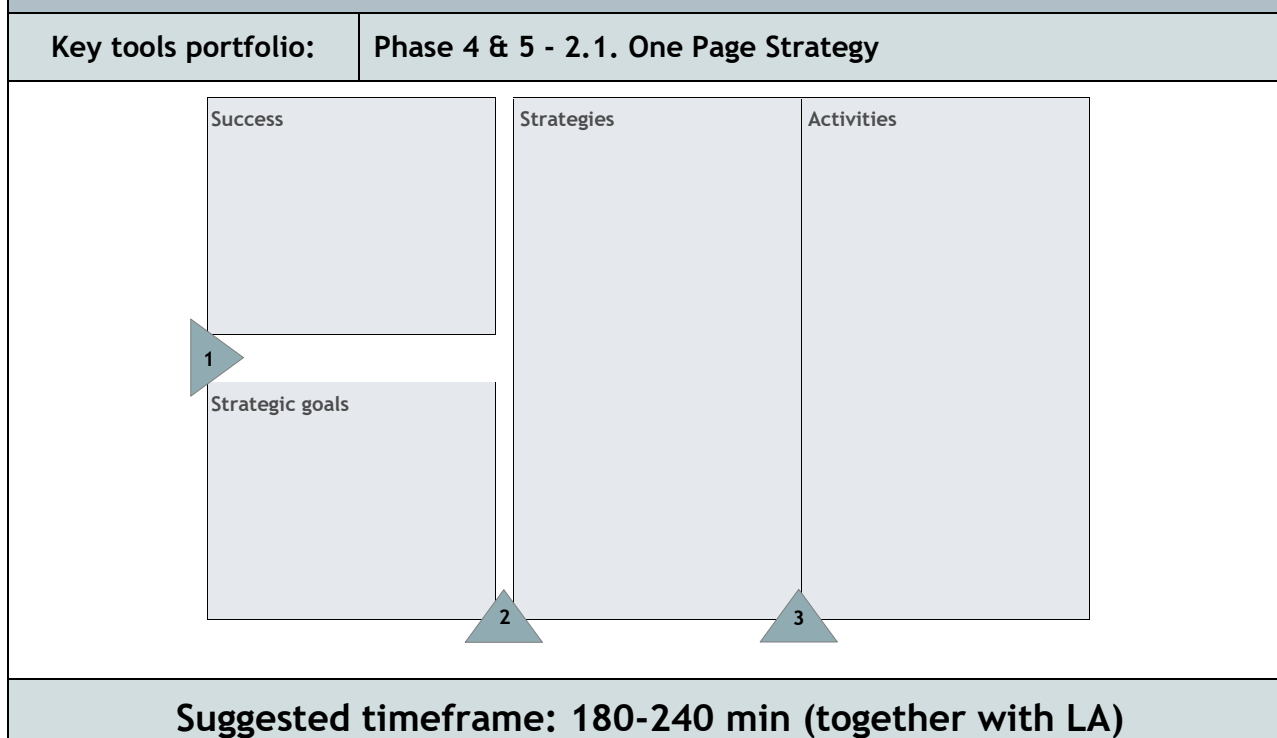 Key tools portfolio:
Phase 4 & 5 - 2.1. One Page Strategy
Success
Strategies
Activities
1
Strategic goals
2
3
Suggested timeframe: 180-240 min (together with LA)